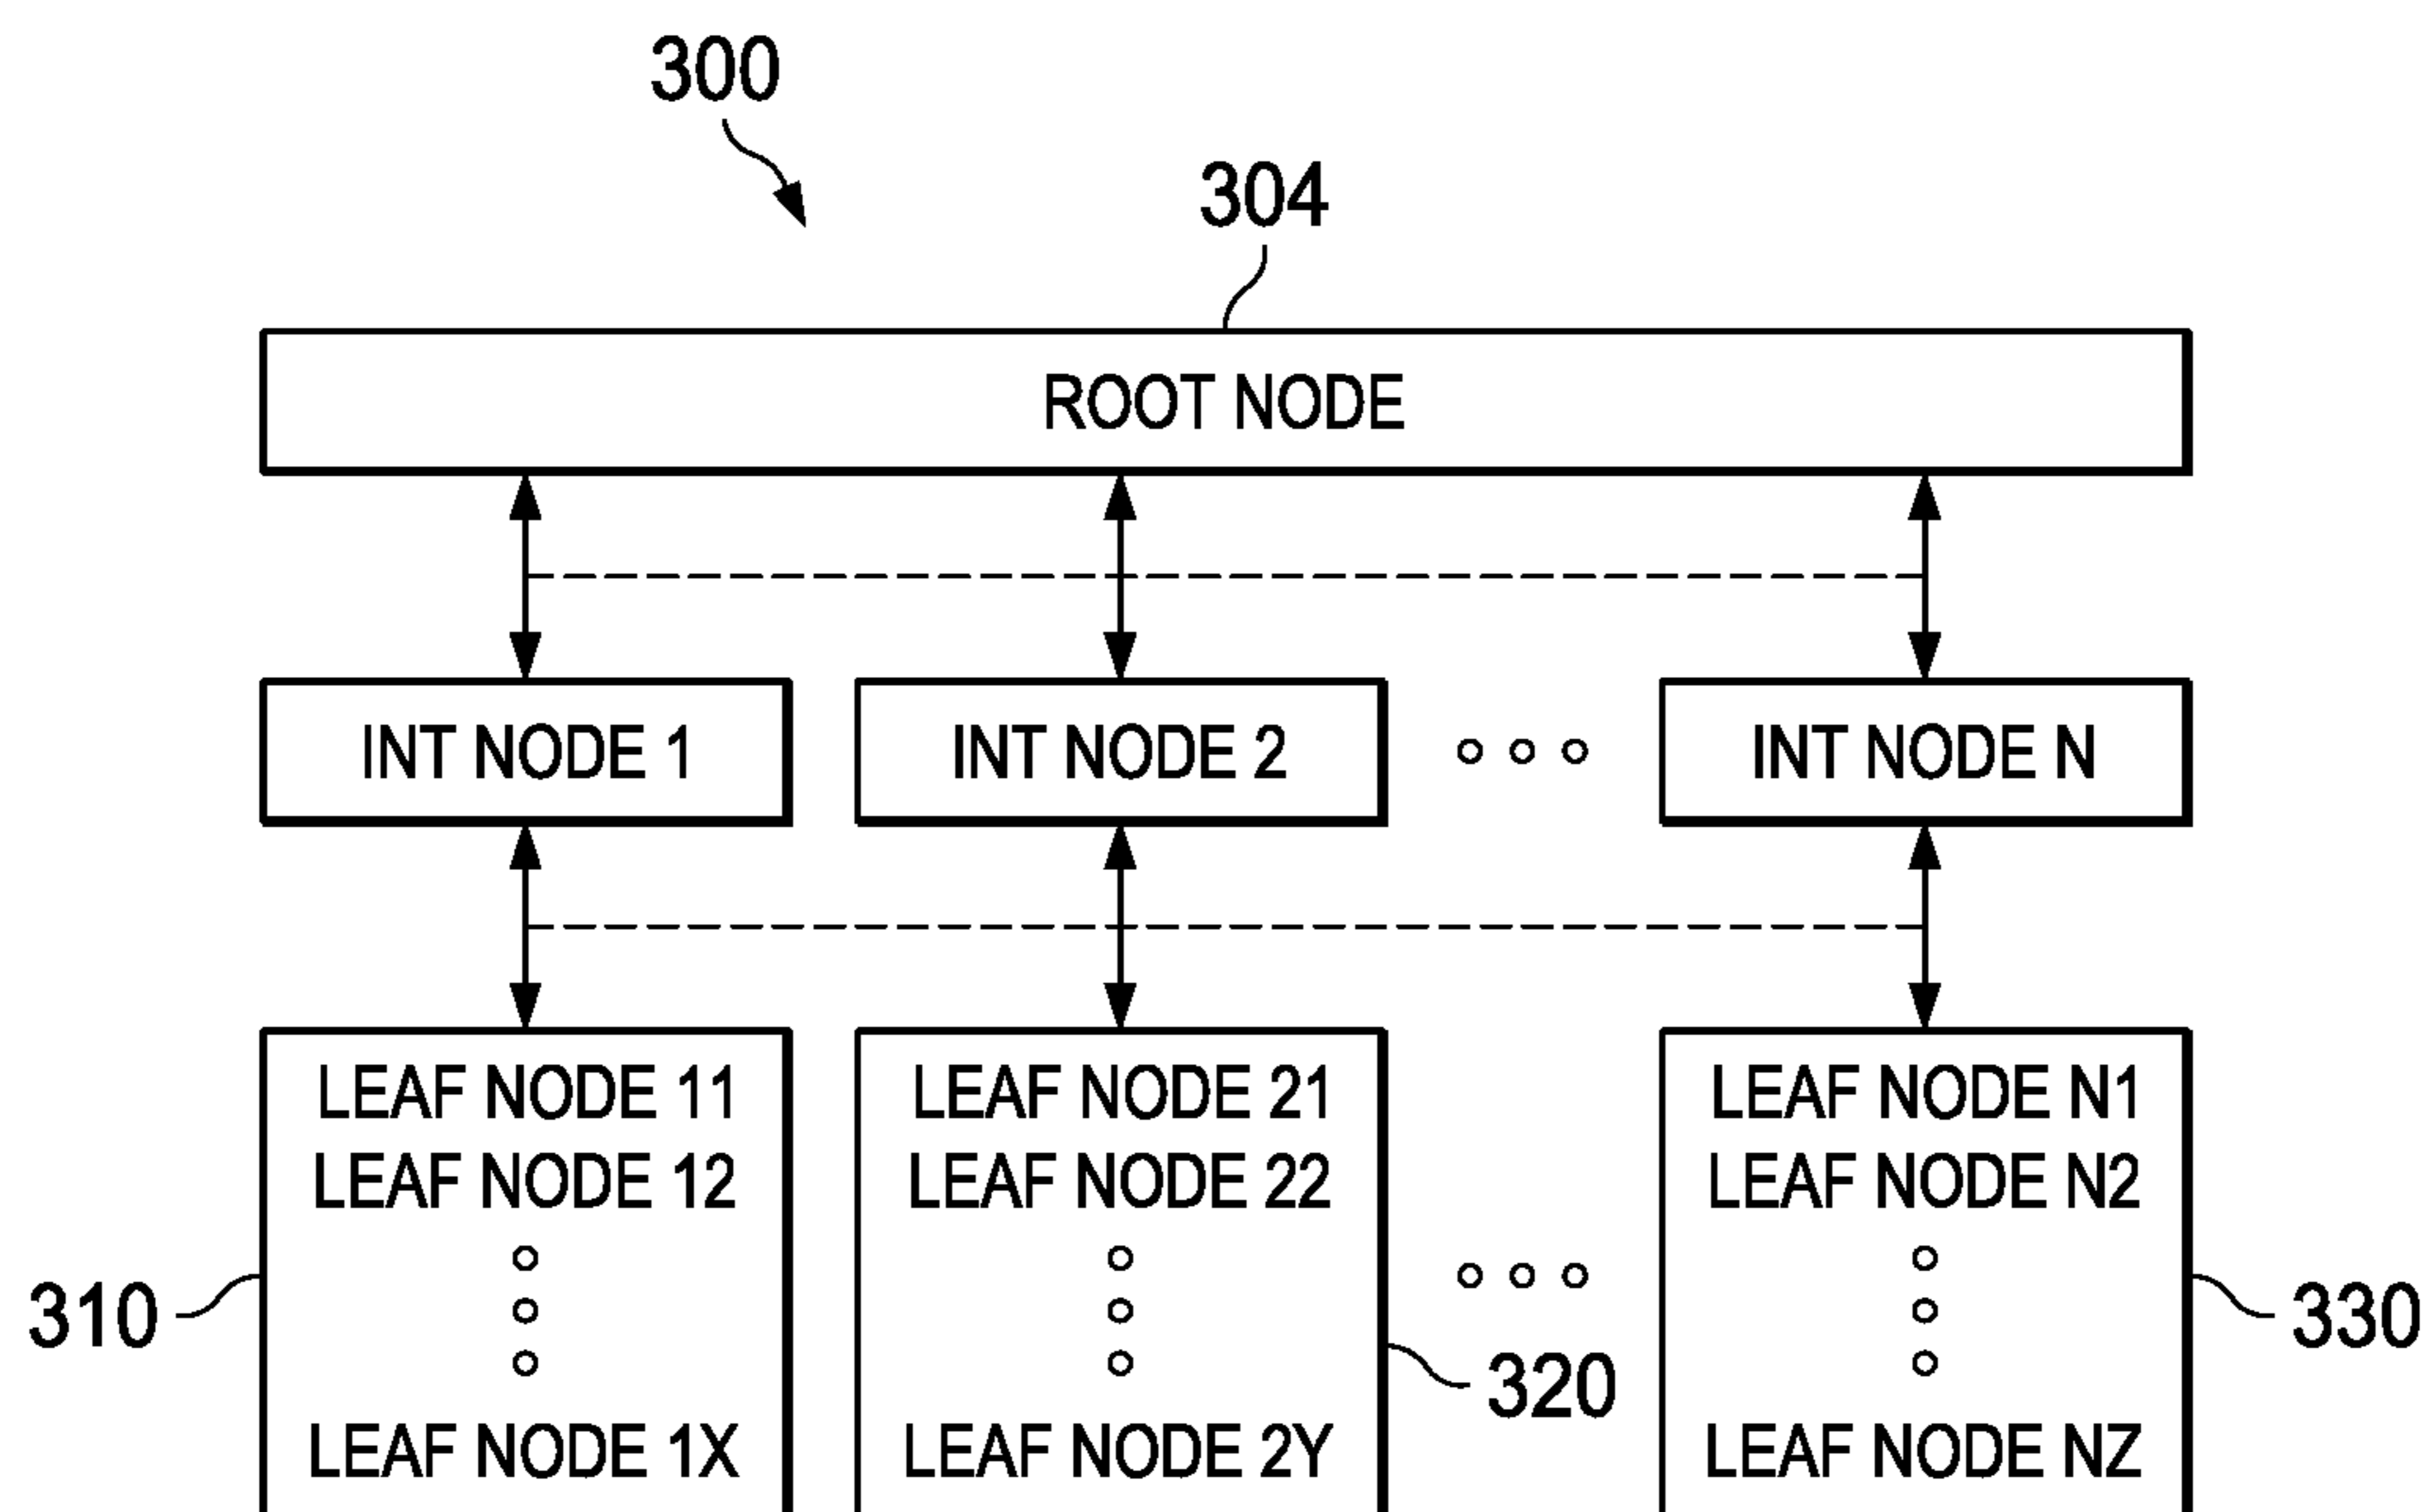 300
304
ROOT NODE
INT NODE 1
INT NODE 2
INT NODE N
LEAF NODE 11
LEAF NODE 12
LEAF NODE 1X
310
LEAF NODE 21
LEAF NODE 22
LEAF NODE 2Y
320
LEAF NODE N1
LEAF NODE N2
LEAF NODE NZ
330